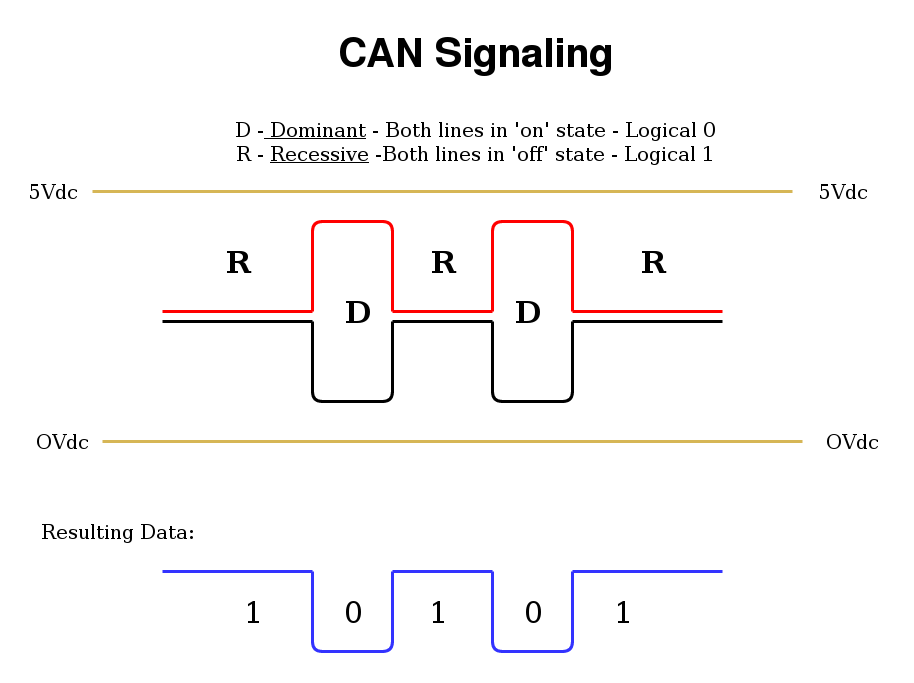 CAN Signaling
D - Dominant - Both lines in 'on' state - Logical 0
R - Recessive -Both lines in 'off' state - Logical 1
5Vdc 5Vdc
R R R
D D
OVdc OVdc
Resulting Data:
1 0 1 0 1